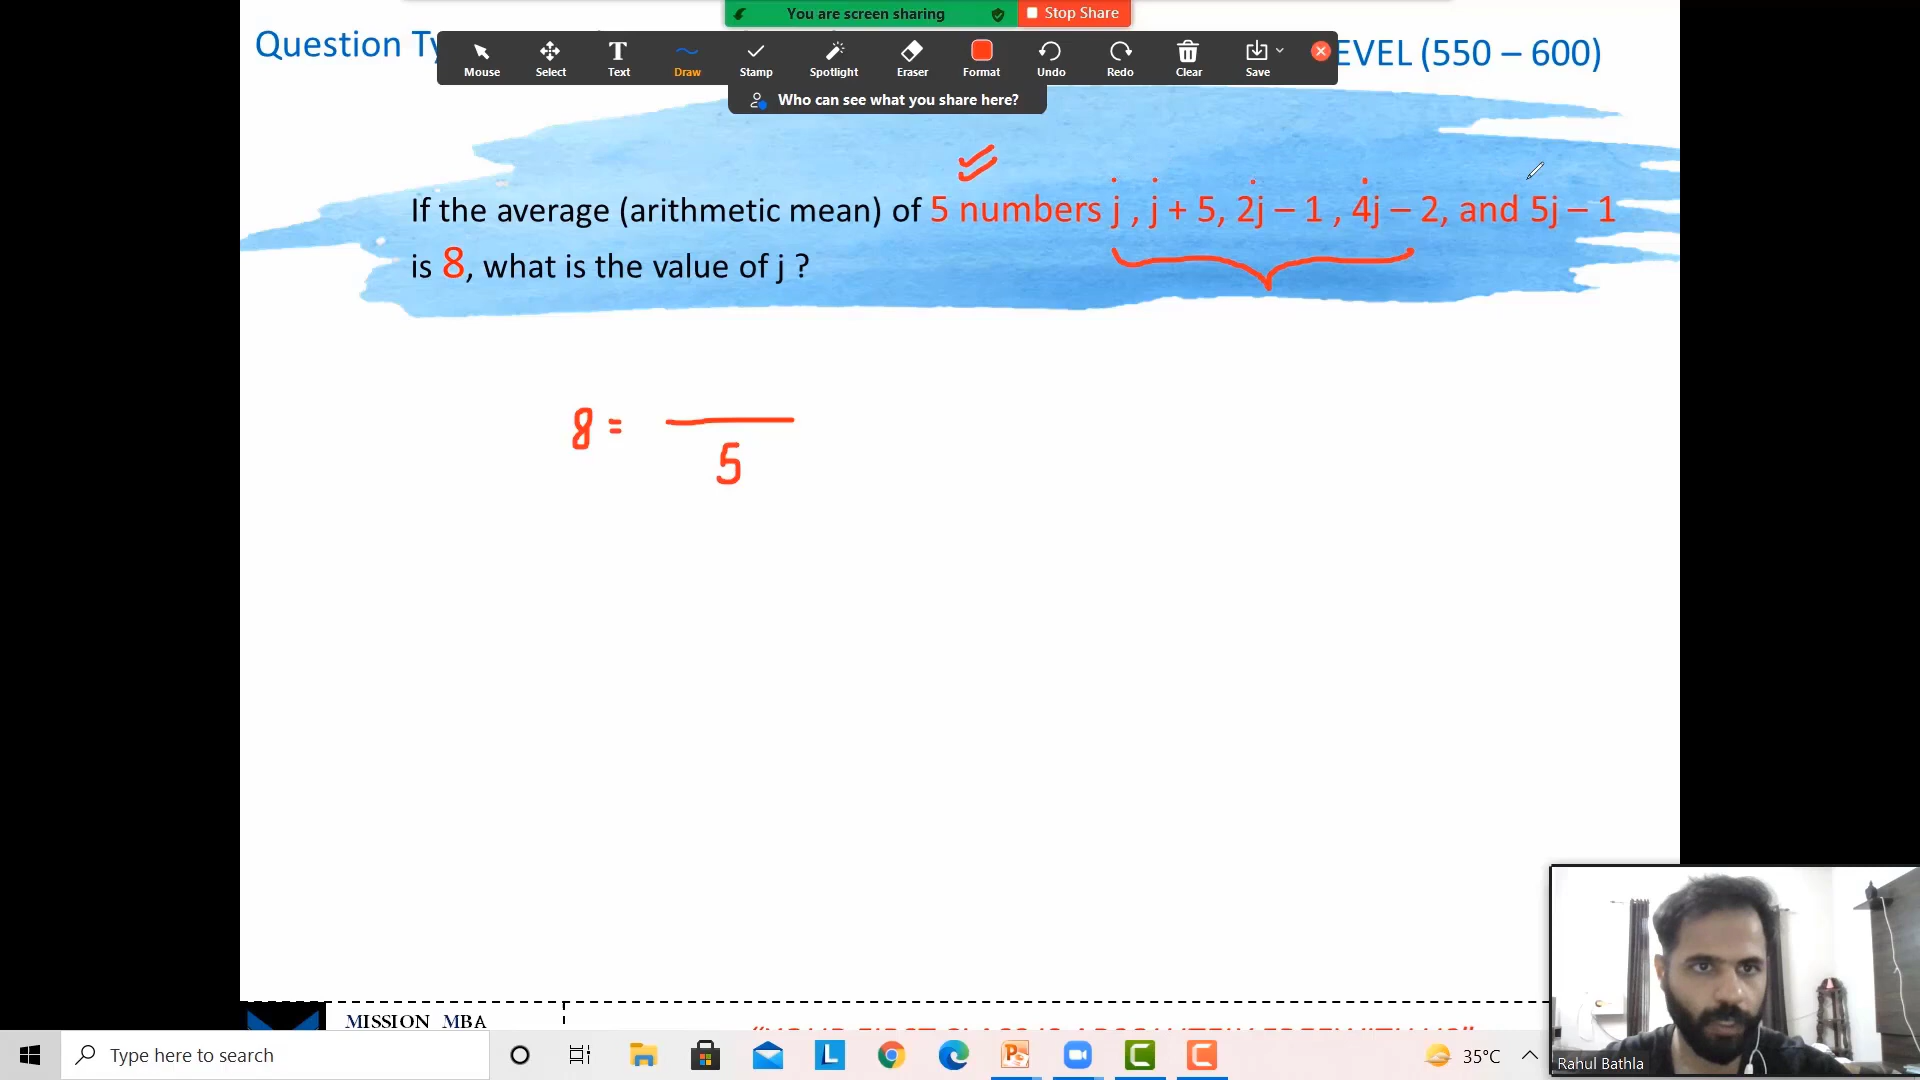 You are screen sharing
Stop Share
Question Ty
EVEL (550 – 600)
Mouse
Select
Text
Draw
Stamp
Spotlight
Eraser
Format
Undo
Redo
Clear
Save
Who can see what you share here?
If the average (arithmetic mean) of 5 numbers j , j + 5, 2j – 1 , 4j – 2, and 5j – 1
is 8, what is the value of j ?
8 =
5
MISSION MBA
Type here to search
35°C
Rahul Bathla